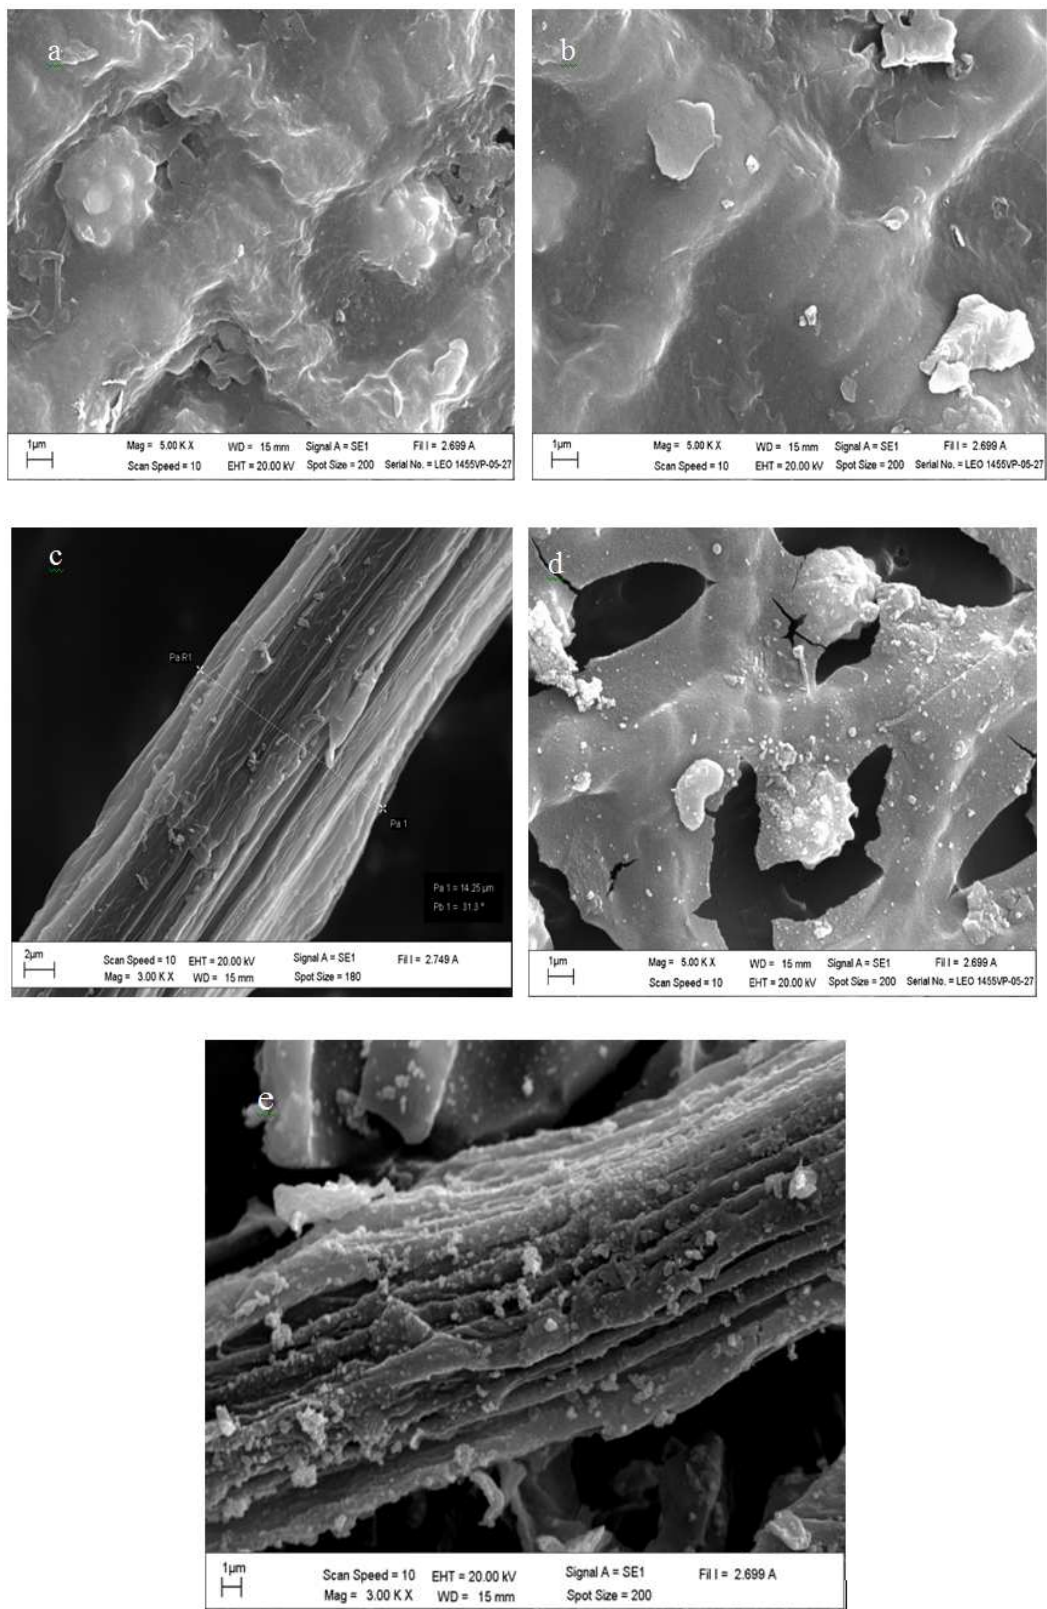 a
1µm
Mag = 5.00 K X WD = 15 mm Signal A = SE1 Fil I = 2.699 A
Scan Speed = 10 EHT = 20.00 kV Spot Size = 200 Serial No. = LEO 1455VP-05-27
b
1µm
Mag = 5.00 K X WD = 15 mm Signal A = SE1 Fil I = 2.699 A
Scan Speed = 10 EHT = 20.00 kV Spot Size = 200 Serial No. = LEO 1455VP-05-27
c
Pa R1
Pa 1
Pa 1 = 14.25 µm
Pb 1 = 31.3 °
2µm
Scan Speed = 10 EHT = 20.00 kV Signal A = SE1 Fil I = 2.749 A
Mag = 3.00 K X WD = 15 mm Spot Size = 180
d
1µm
Mag = 5.00 K X WD = 15 mm Signal A = SE1 Fil I = 2.699 A
Scan Speed = 10 EHT = 20.00 kV Spot Size = 200 Serial No. = LEO 1455VP-05-27
e
1µm
Scan Speed = 10 EHT = 20.00 kV Signal A = SE1 Fil I = 2.699 A
Mag = 3.00 K X WD = 15 mm Spot Size = 200